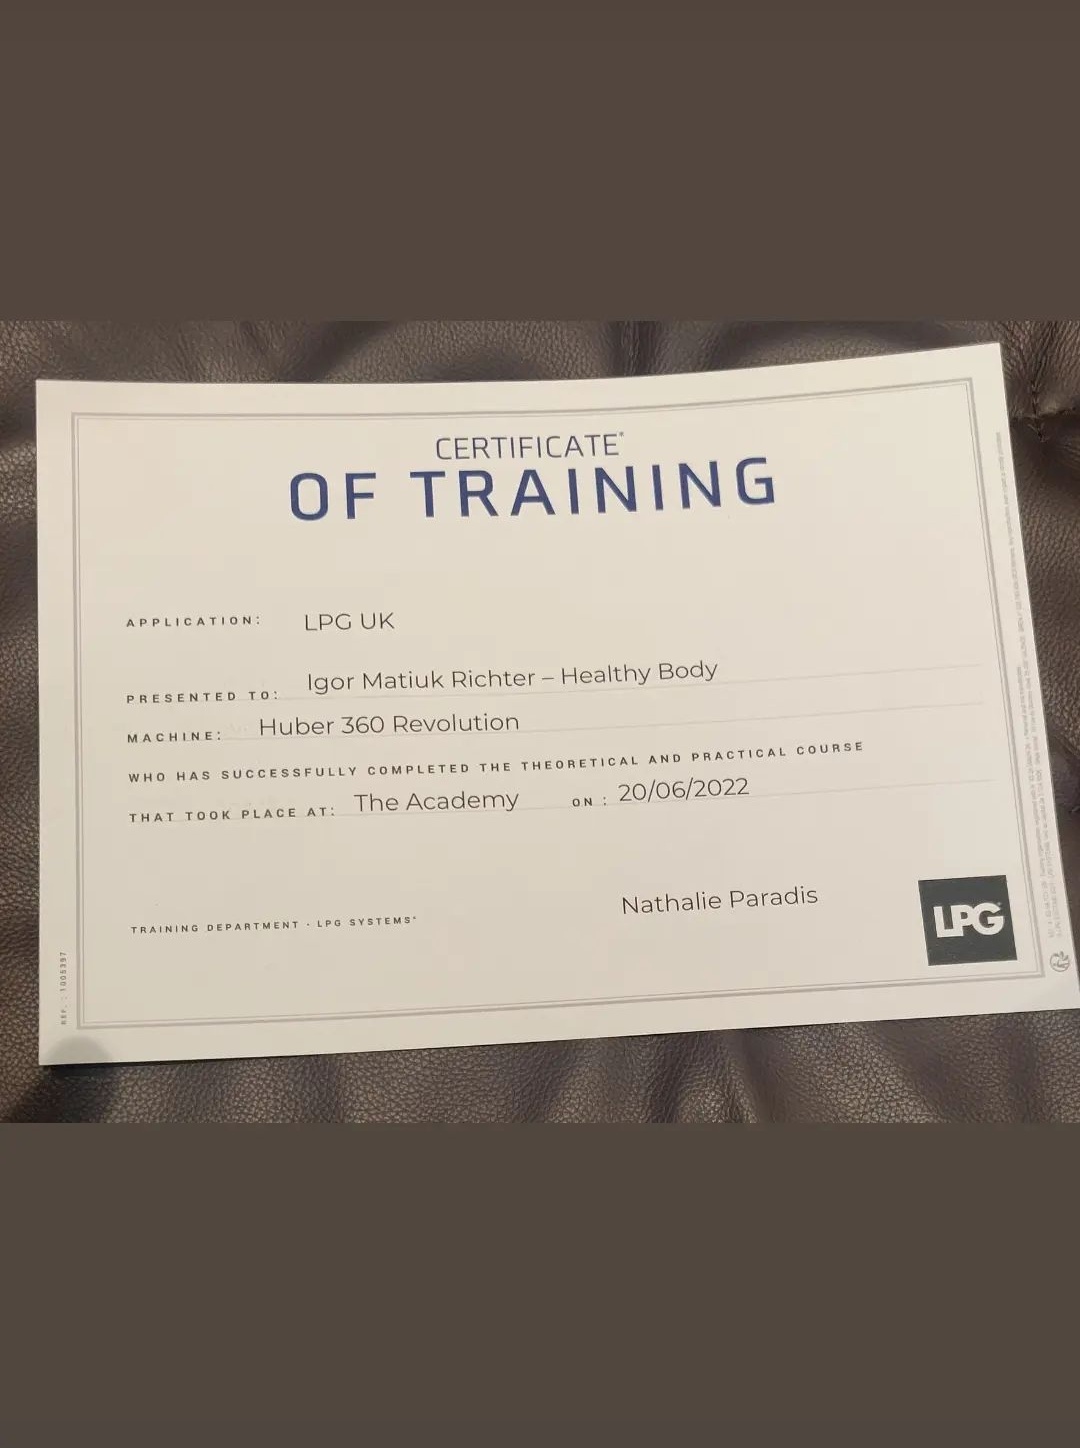 CERTIFICATE*
OF TRAINING
APPLICATION: LPG UK
PRESENTED TO: Igor Matiuk Richter – Healthy Body
MACHINE: Huber 360 Revolution
WHO HAS SUCCESSFULLY COMPLETED THE THEORETICAL AND PRACTICAL COURSE
THAT TOOK PLACE AT: The Academy ON : 20/06/2022
Nathalie Paradis
TRAINING DEPARTMENT - LPG SYSTEMS®
LPG
REF. : 1005397